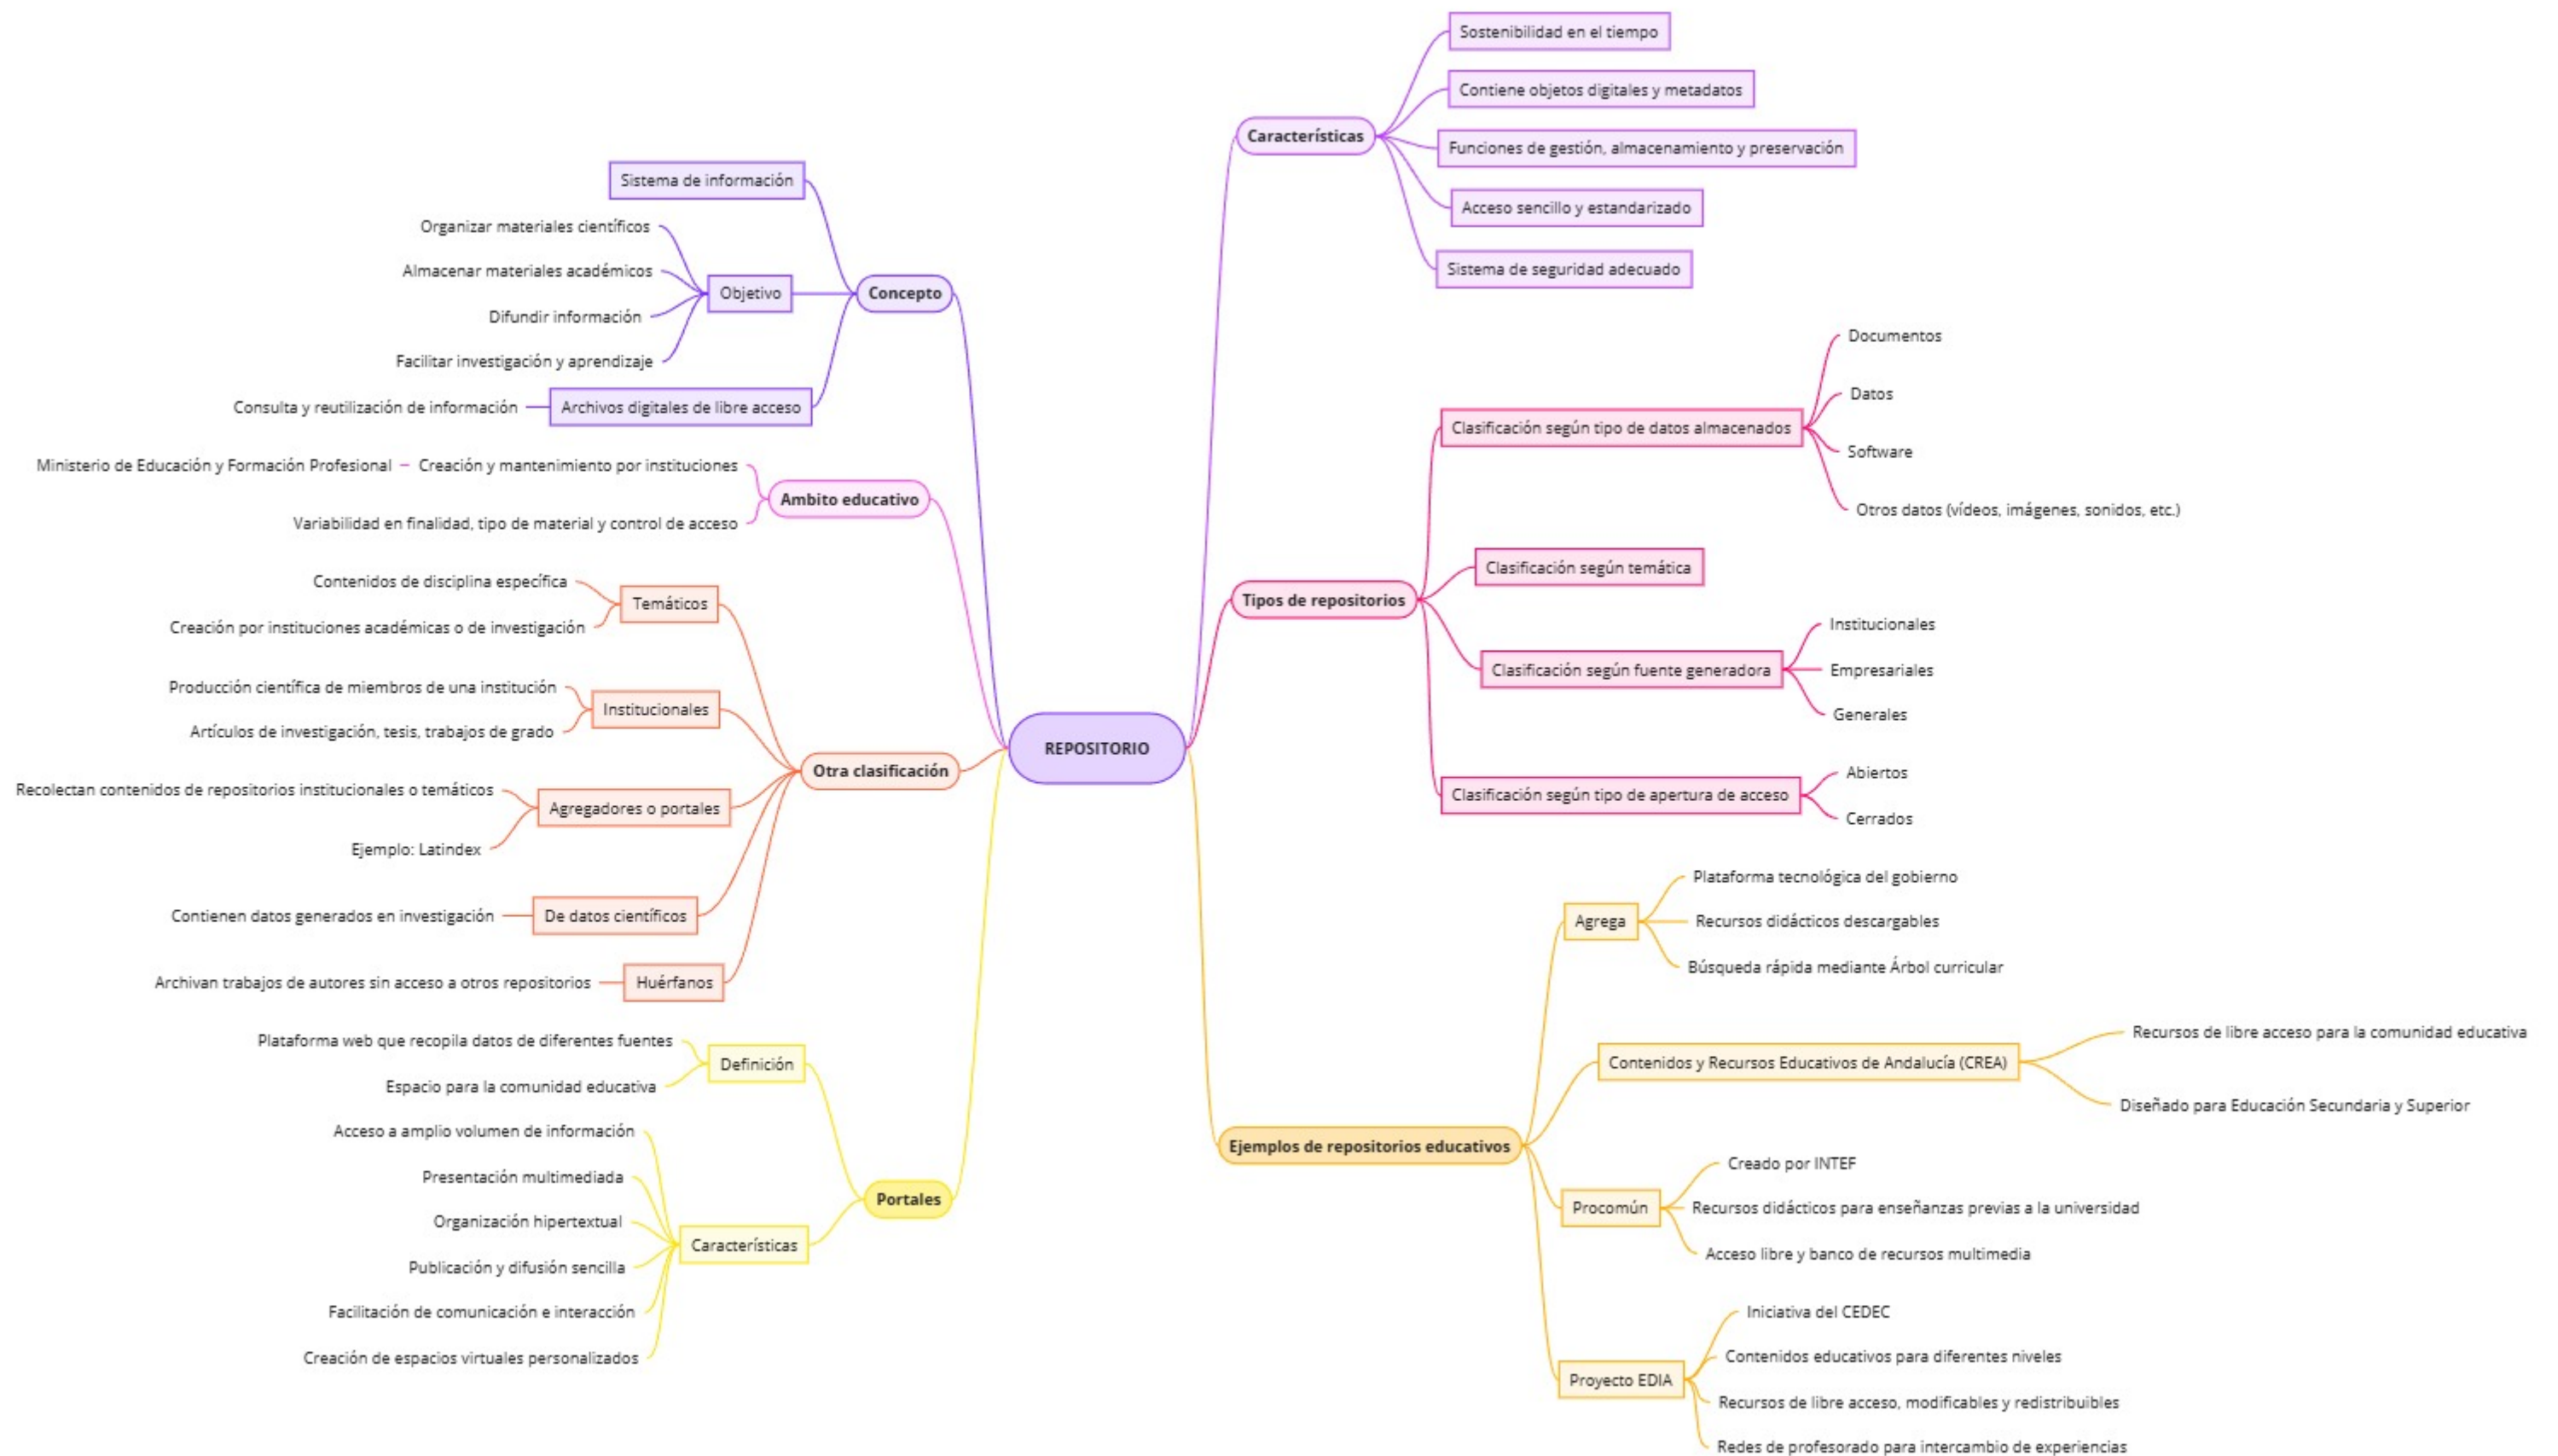 REPOSITORIO
Concepto
Sistema de información
Objetivo
Organizar materiales científicos
Almacenar materiales académicos
Difundir información
Facilitar investigación y aprendizaje
Archivos digitales de libre acceso
Consulta y reutilización de información
Ambito educativo
Creación y mantenimiento por instituciones
Ministerio de Educación y Formación Profesional
Variabilidad en finalidad, tipo de material y control de acceso
Otra clasificación
Temáticos
Contenidos de disciplina específica
Creación por instituciones académicas o de investigación
Institucionales
Producción científica de miembros de una institución
Artículos de investigación, tesis, trabajos de grado
Agregadores o portales
Recolectan contenidos de repositorios institucionales o temáticos
Ejemplo: Latindex
De datos científicos
Contienen datos generados en investigación
Huérfanos
Archivan trabajos de autores sin acceso a otros repositorios
Portales
Definición
Plataforma web que recopila datos de diferentes fuentes
Espacio para la comunidad educativa
Características
Acceso a amplio volumen de información
Presentación multimediada
Organización hipertextual
Publicación y difusión sencilla
Facilitación de comunicación e interacción
Creación de espacios virtuales personalizados
Características
Sostenibilidad en el tiempo
Contiene objetos digitales y metadatos
Funciones de gestión, almacenamiento y preservación
Acceso sencillo y estandarizado
Sistema de seguridad adecuado
Tipos de repositorios
Clasificación según tipo de datos almacenados
Documentos
Datos
Software
Otros datos (vídeos, imágenes, sonidos, etc.)
Clasificación según temática
Clasificación según fuente generadora
Institucionales
Empresariales
Generales
Clasificación según tipo de apertura de acceso
Abiertos
Cerrados
Ejemplos de repositorios educativos
Agrega
Plataforma tecnológica del gobierno
Recursos didácticos descargables
Búsqueda rápida mediante Árbol curricular
Contenidos y Recursos Educativos de Andalucía (CREA)
Recursos de libre acceso para la comunidad educativa
Diseñado para Educación Secundaria y Superior
Procomún
Creado por INTEF
Recursos didácticos para enseñanzas previas a la universidad
Acceso libre y banco de recursos multimedia
Proyecto EDIA
Iniciativa del CEDEC
Contenidos educativos para diferentes niveles
Recursos de libre acceso, modificables y redistribuibles
Redes de profesorado para intercambio de experiencias